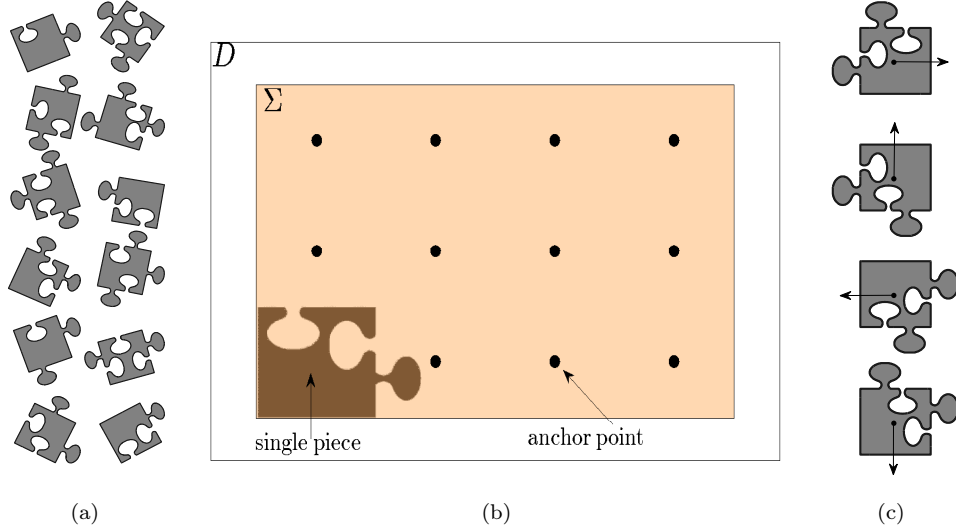 D
Σ
single piece
anchor point
(a)
(b)
(c)